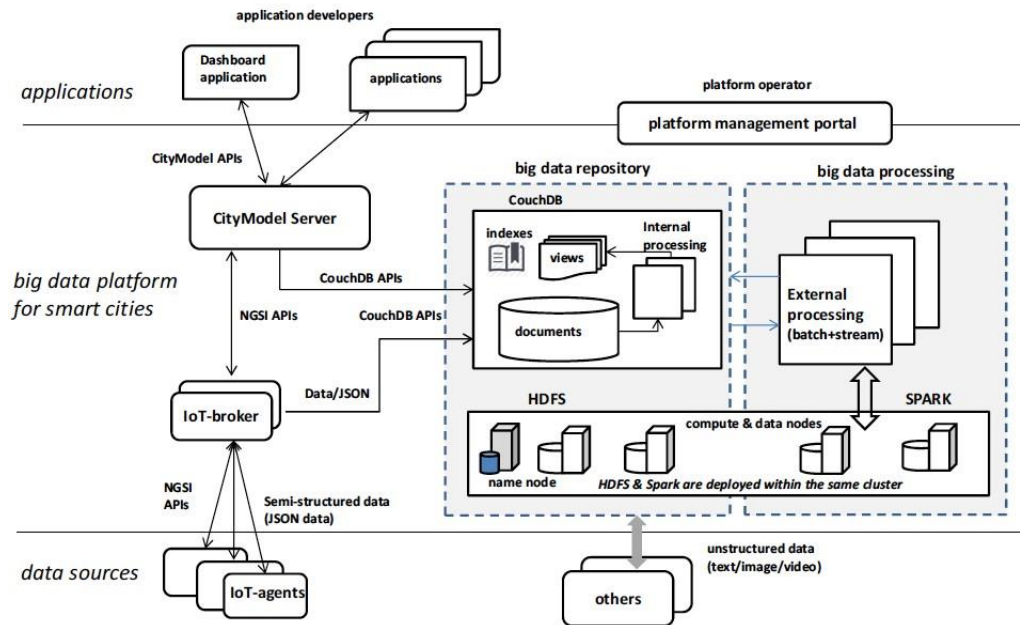 application developers
Dashboard
application
applications
applications
platform operator
platform management portal
CityModel APIs
big data repository
big data processing
CouchDB
CityModel Server
indexes
views
Internal
processing
big data platform
for smart cities
CouchDB APIs
NGSI APIs
CouchDB APIs
documents
External
processing
(batch+stream)
Data/JSON
IoT-broker
HDFS
SPARK
compute & data nodes
name node
HDFS & Spark are deployed within the same cluster
NGSI
APIs
Semi-structured data
(JSON data)
data sources
IoT-agents
others
unstructured data
(text/image/video)